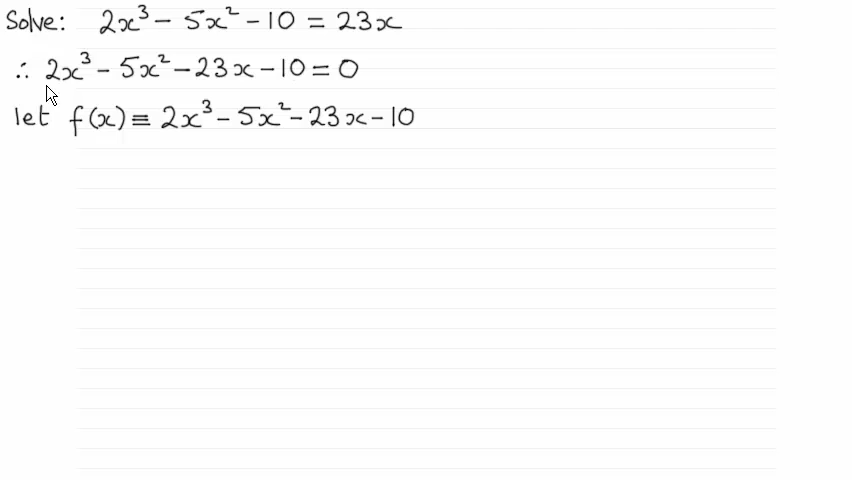 Solve: 2x³ - 5x² - 10 = 23x
∴ 2x³ - 5x² - 23x - 10 = 0
let f(x) ≡ 2x³ - 5x² - 23x - 10